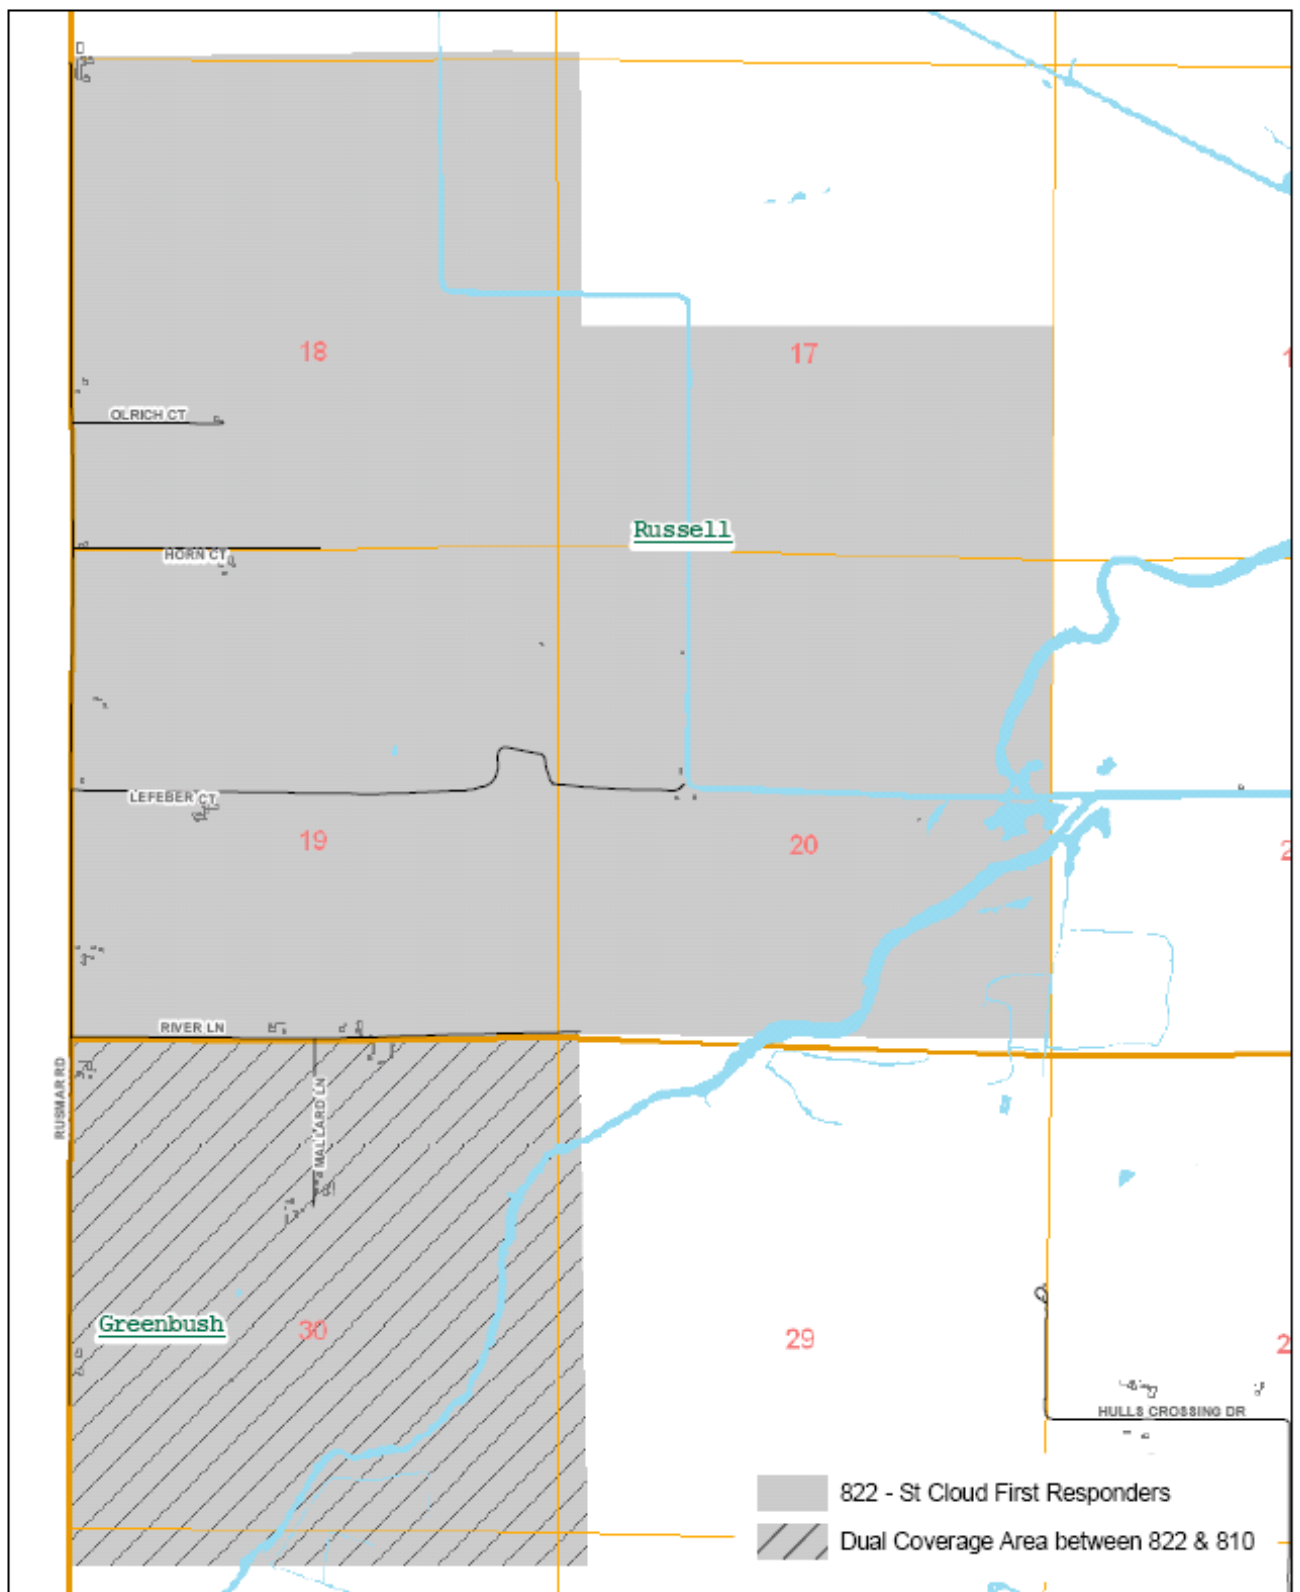 18
17
OLRICH CT
Russell
HORN CT
LEFEBER CT
19
20
RIVER LN
RUSMAR RD
MALLARD LN
Greenbush
30
29
HULLS CROSSING DR
822 - St Cloud First Responders
Dual Coverage Area between 822 & 810